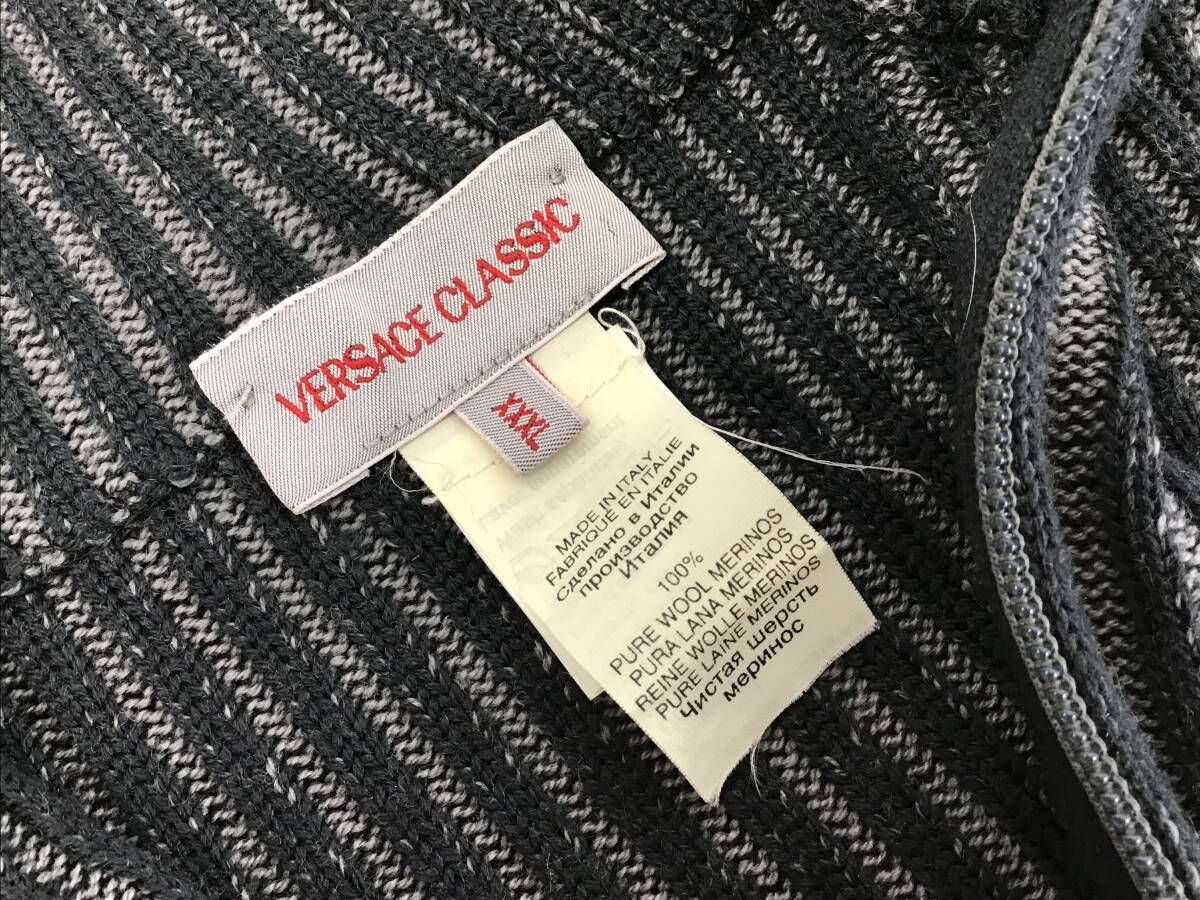 VERSACE CLASSIC
XXXL
MADE IN ITALY
FABRIQUE EN ITALIE
сделано в Италии
производство
Италия
100%
PURE WOOL MERINOS
PURA LANA MERINOS
REINE WOLLE MERINOS
PURE LAINE MERINOS
Чистая шерсть
меринос